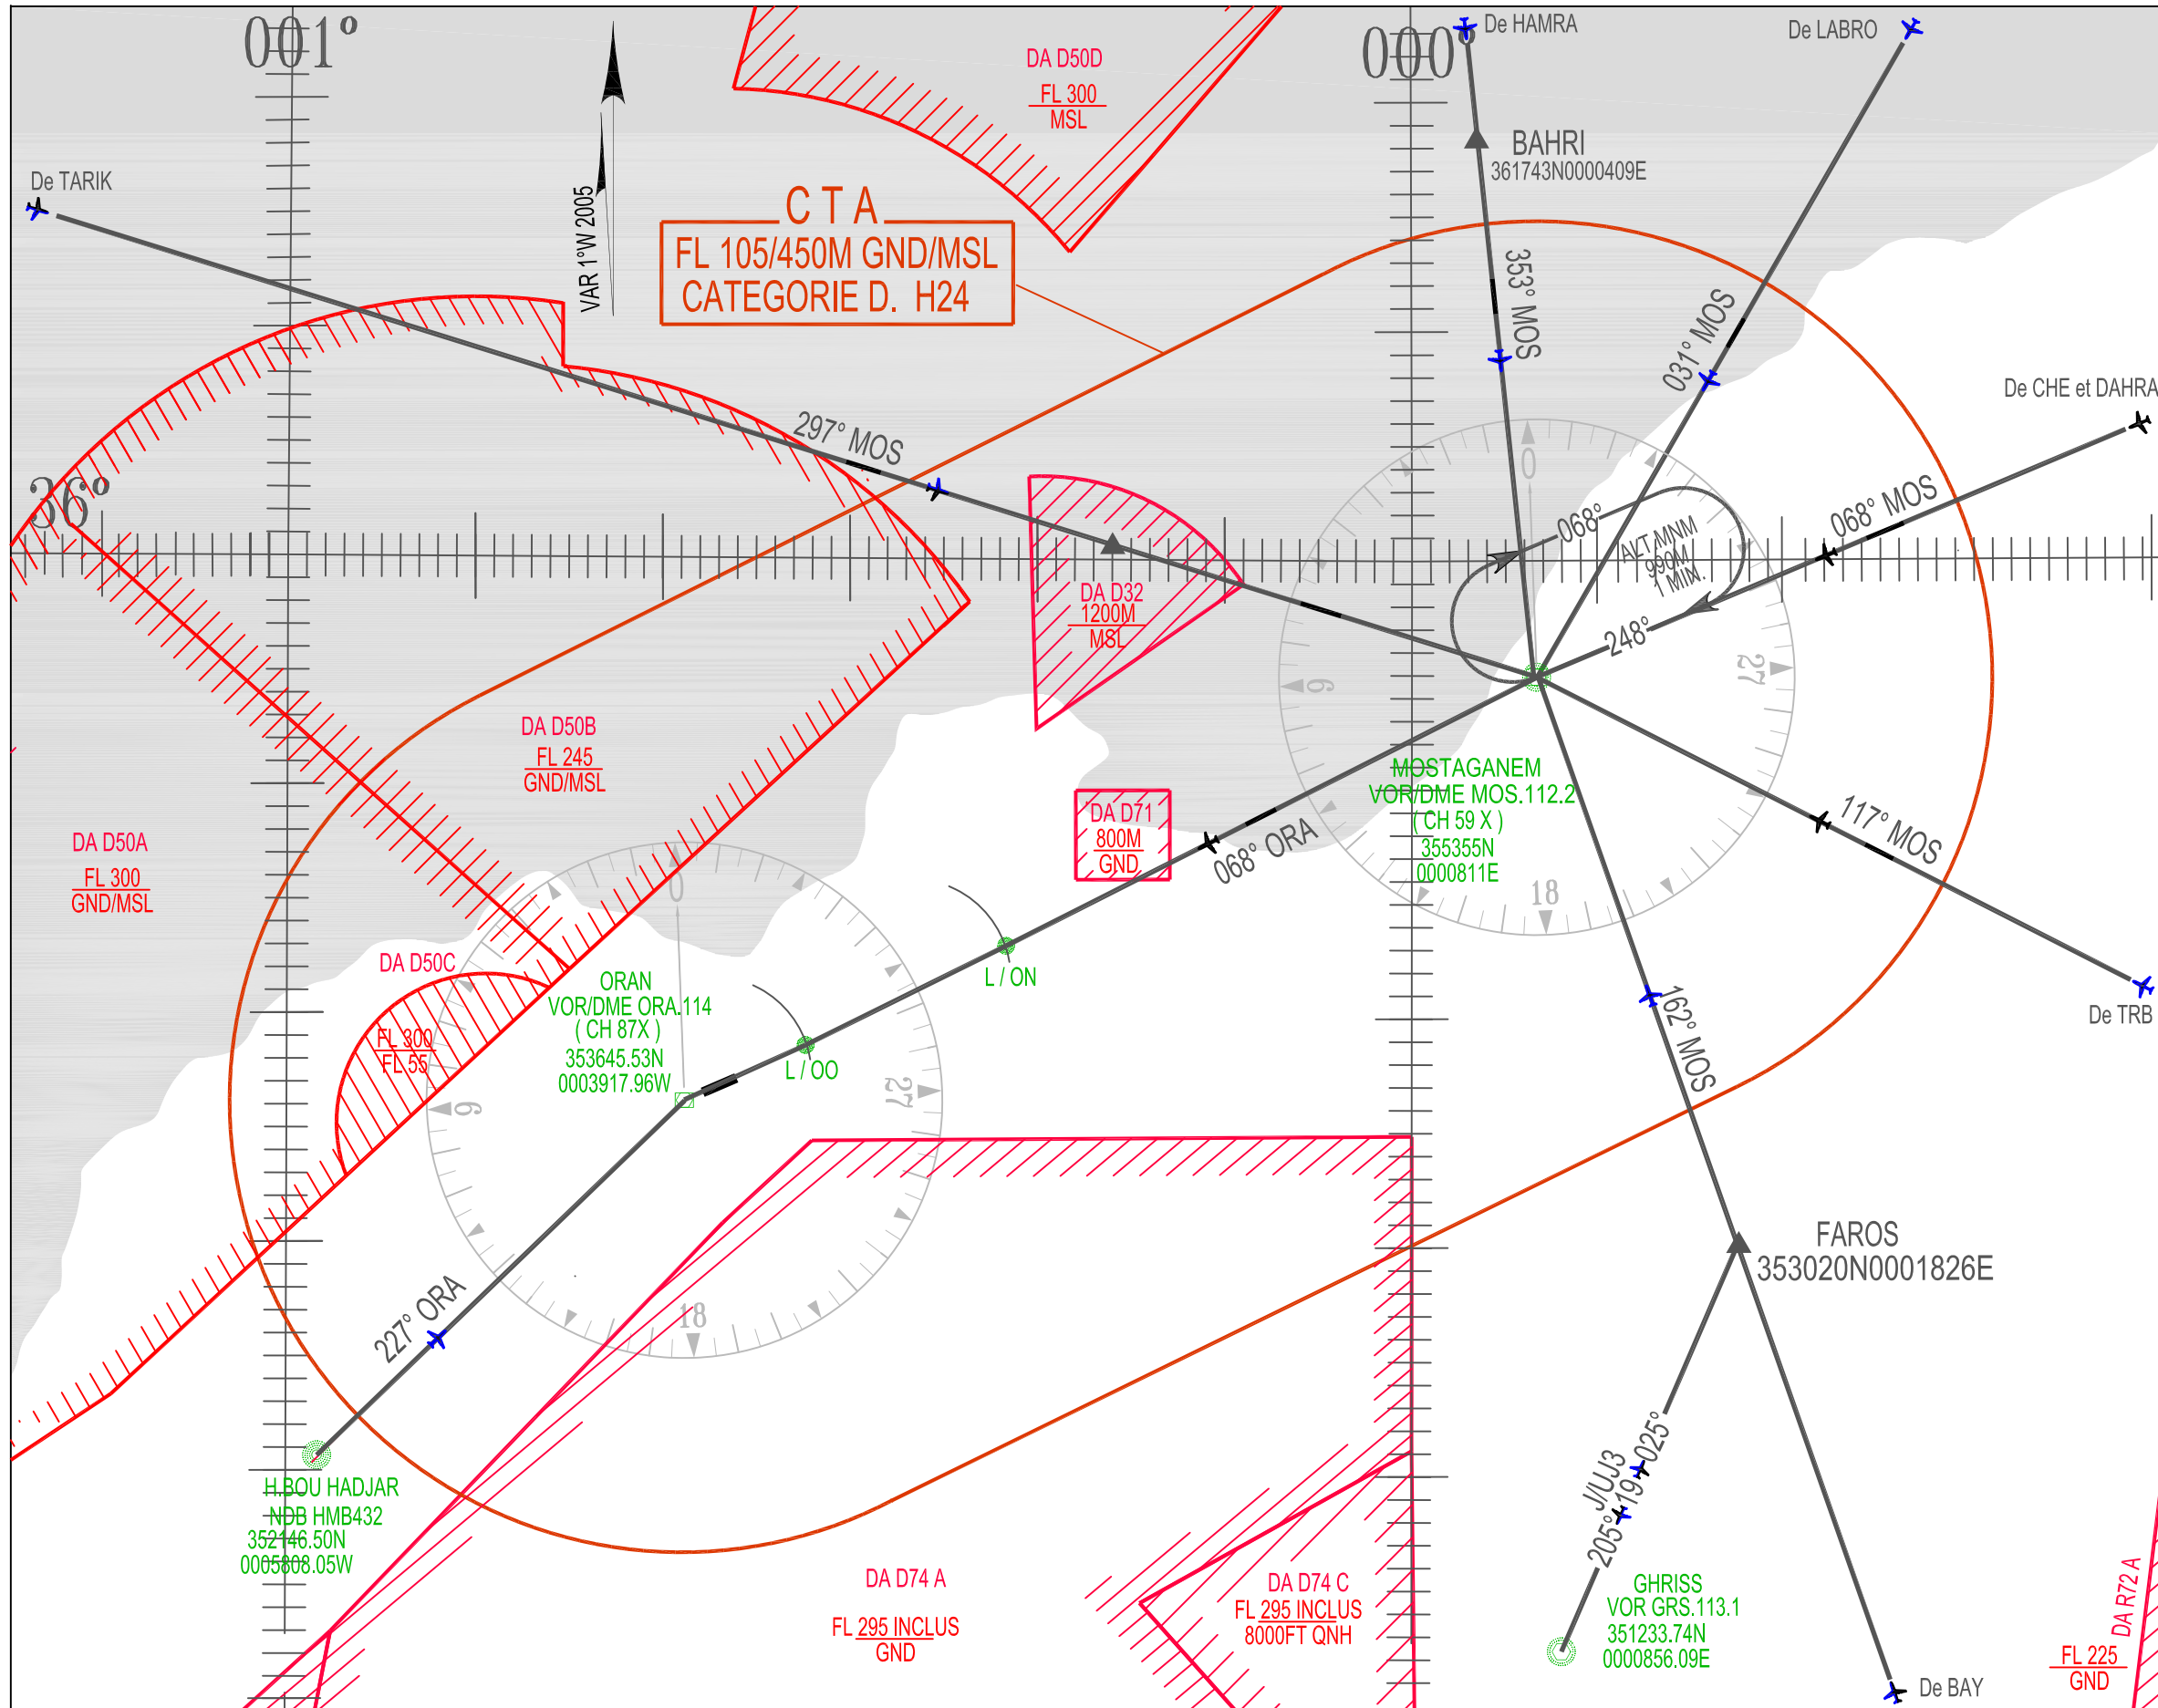 001°
000
De HAMRA
De LABRO
DA D50D
FL 300
MSL
BAHRI
361743N0000409E
De TARIK
VAR 1°W 2005
C T A
FL 105/450M GND/MSL
CATEGORIE D. H24
353° MOS
031° MOS
De CHE et DAHRA
297° MOS
36°
0
068°
068° MOS
ALT.MNM
990M
1 MIN.
DA D32
1200M
MSL
248°
27
6
DA D50B
FL 245
GND/MSL
MOSTAGANEM
VOR/DME MOS.112.2
( CH 59 X )
355355N
0000811E
DA D71
800M
GND
068° ORA
117° MOS
DA D50A
FL 300
GND/MSL
0
18
DA D50C
FL 300
FL 55
ORAN
VOR/DME ORA.114
( CH 87X )
353645.53N
0003917.96W
L / ON
L / OO
De TRB
162° MOS
6
27
FAROS
353020N0001826E
227° ORA
18
H.BOU HADJAR
NDB HMB432
352146.50N
0005808.05W
J/UJ3
205°
19
025°
DA D74 A
FL 295 INCLUS
GND
DA D74 C
FL 295 INCLUS
8000FT QNH
GHRISS
VOR GRS.113.1
351233.74N
0000856.09E
DA R72 A
FL 225
GND
De BAY